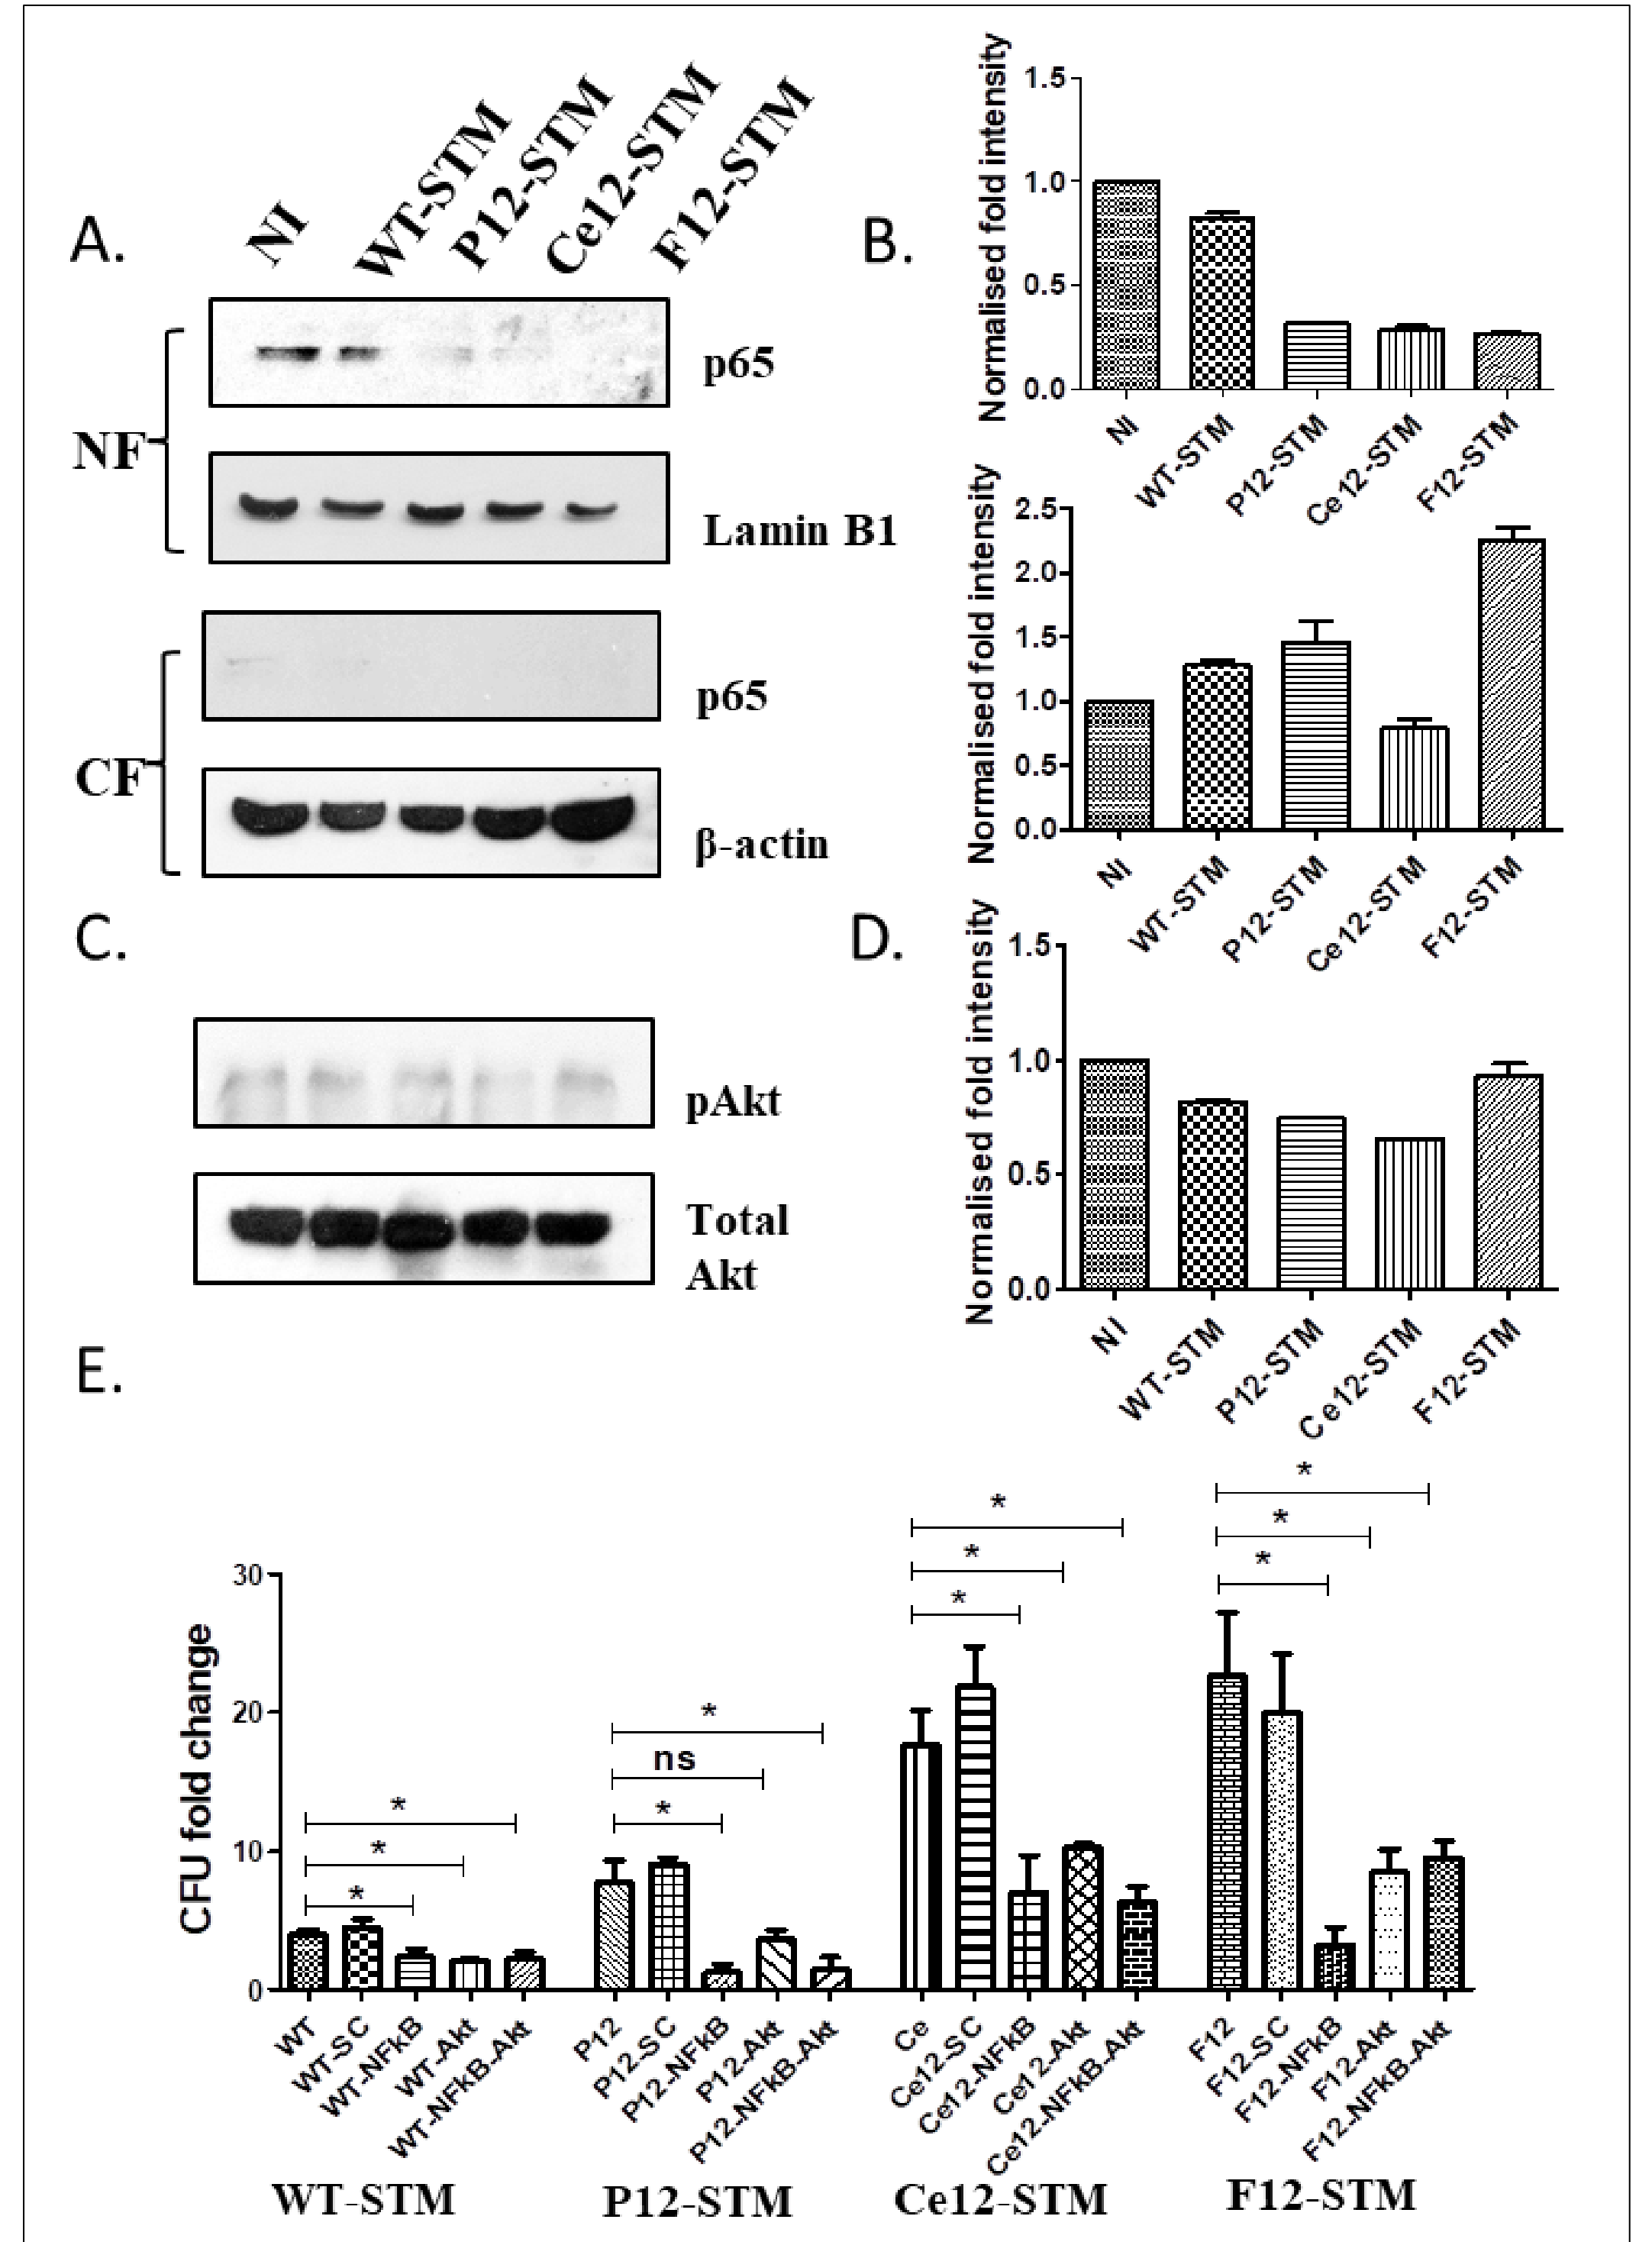 A.
NI
WT-STM
P12-STM
Ce12-STM
F12-STM
NF
p65
Lamin B1
CF
p65
β-actin
B.
Normalised fold intensity
1.5
1.0
0.5
0.0
NI
WT-STM
P12-STM
Ce12-STM
F12-STM
Normalised fold intensity
2.5
2.0
1.5
1.0
0.5
0.0
NI
WT-STM
P12-STM
Ce12-STM
F12-STM
C.
pAkt
Total
Akt
D.
Normalised fold intensity
1.5
1.0
0.5
0.0
NI
WT-STM
P12-STM
Ce12-STM
F12-STM
E.
CFU fold change
30
20
10
0
*
*
*
*
ns
*
*
*
*
*
*
*
WT
WT-SC
WT-NFkB
WT-Akt
WT-NFkB-Akt
P12
P12-SC
P12-NFkB
P12-Akt
P12-NFkB-Akt
Ce
Ce12-SC
Ce12-NFkB
Ce12-Akt
Ce12-NFkB-Akt
F12
F12-SC
F12-NFkB
F12-Akt
F12-NFkB-Akt
WT-STM
P12-STM
Ce12-STM
F12-STM